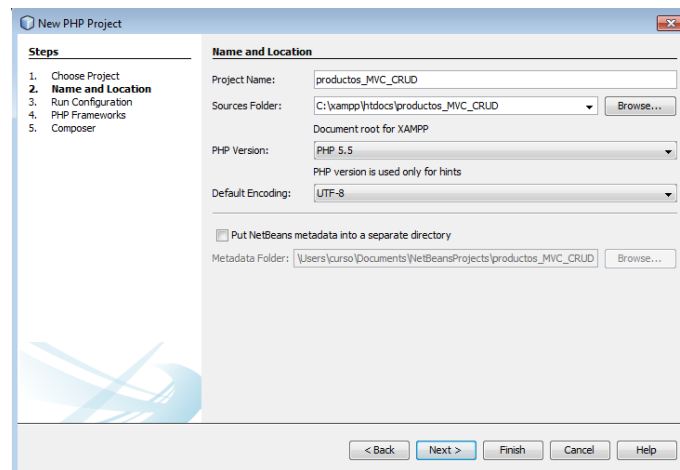 New PHP Project
Steps
1. Choose Project
2. Name and Location
3. Run Configuration
4. PHP Frameworks
5. Composer
Name and Location
Project Name: productos_MVC_CRUD
Sources Folder: C:\xampp\htdocs\productos_MVC_CRUD Browse...
Document root for XAMPP
PHP Version: PHP 5.5
PHP version is used only for hints
Default Encoding: UTF-8
Put NetBeans metadata into a separate directory
Metadata Folder: \Users\curso\Documents\NetBeansProjects\productos_MVC_CRUD Browse...
< Back Next > Finish Cancel Help